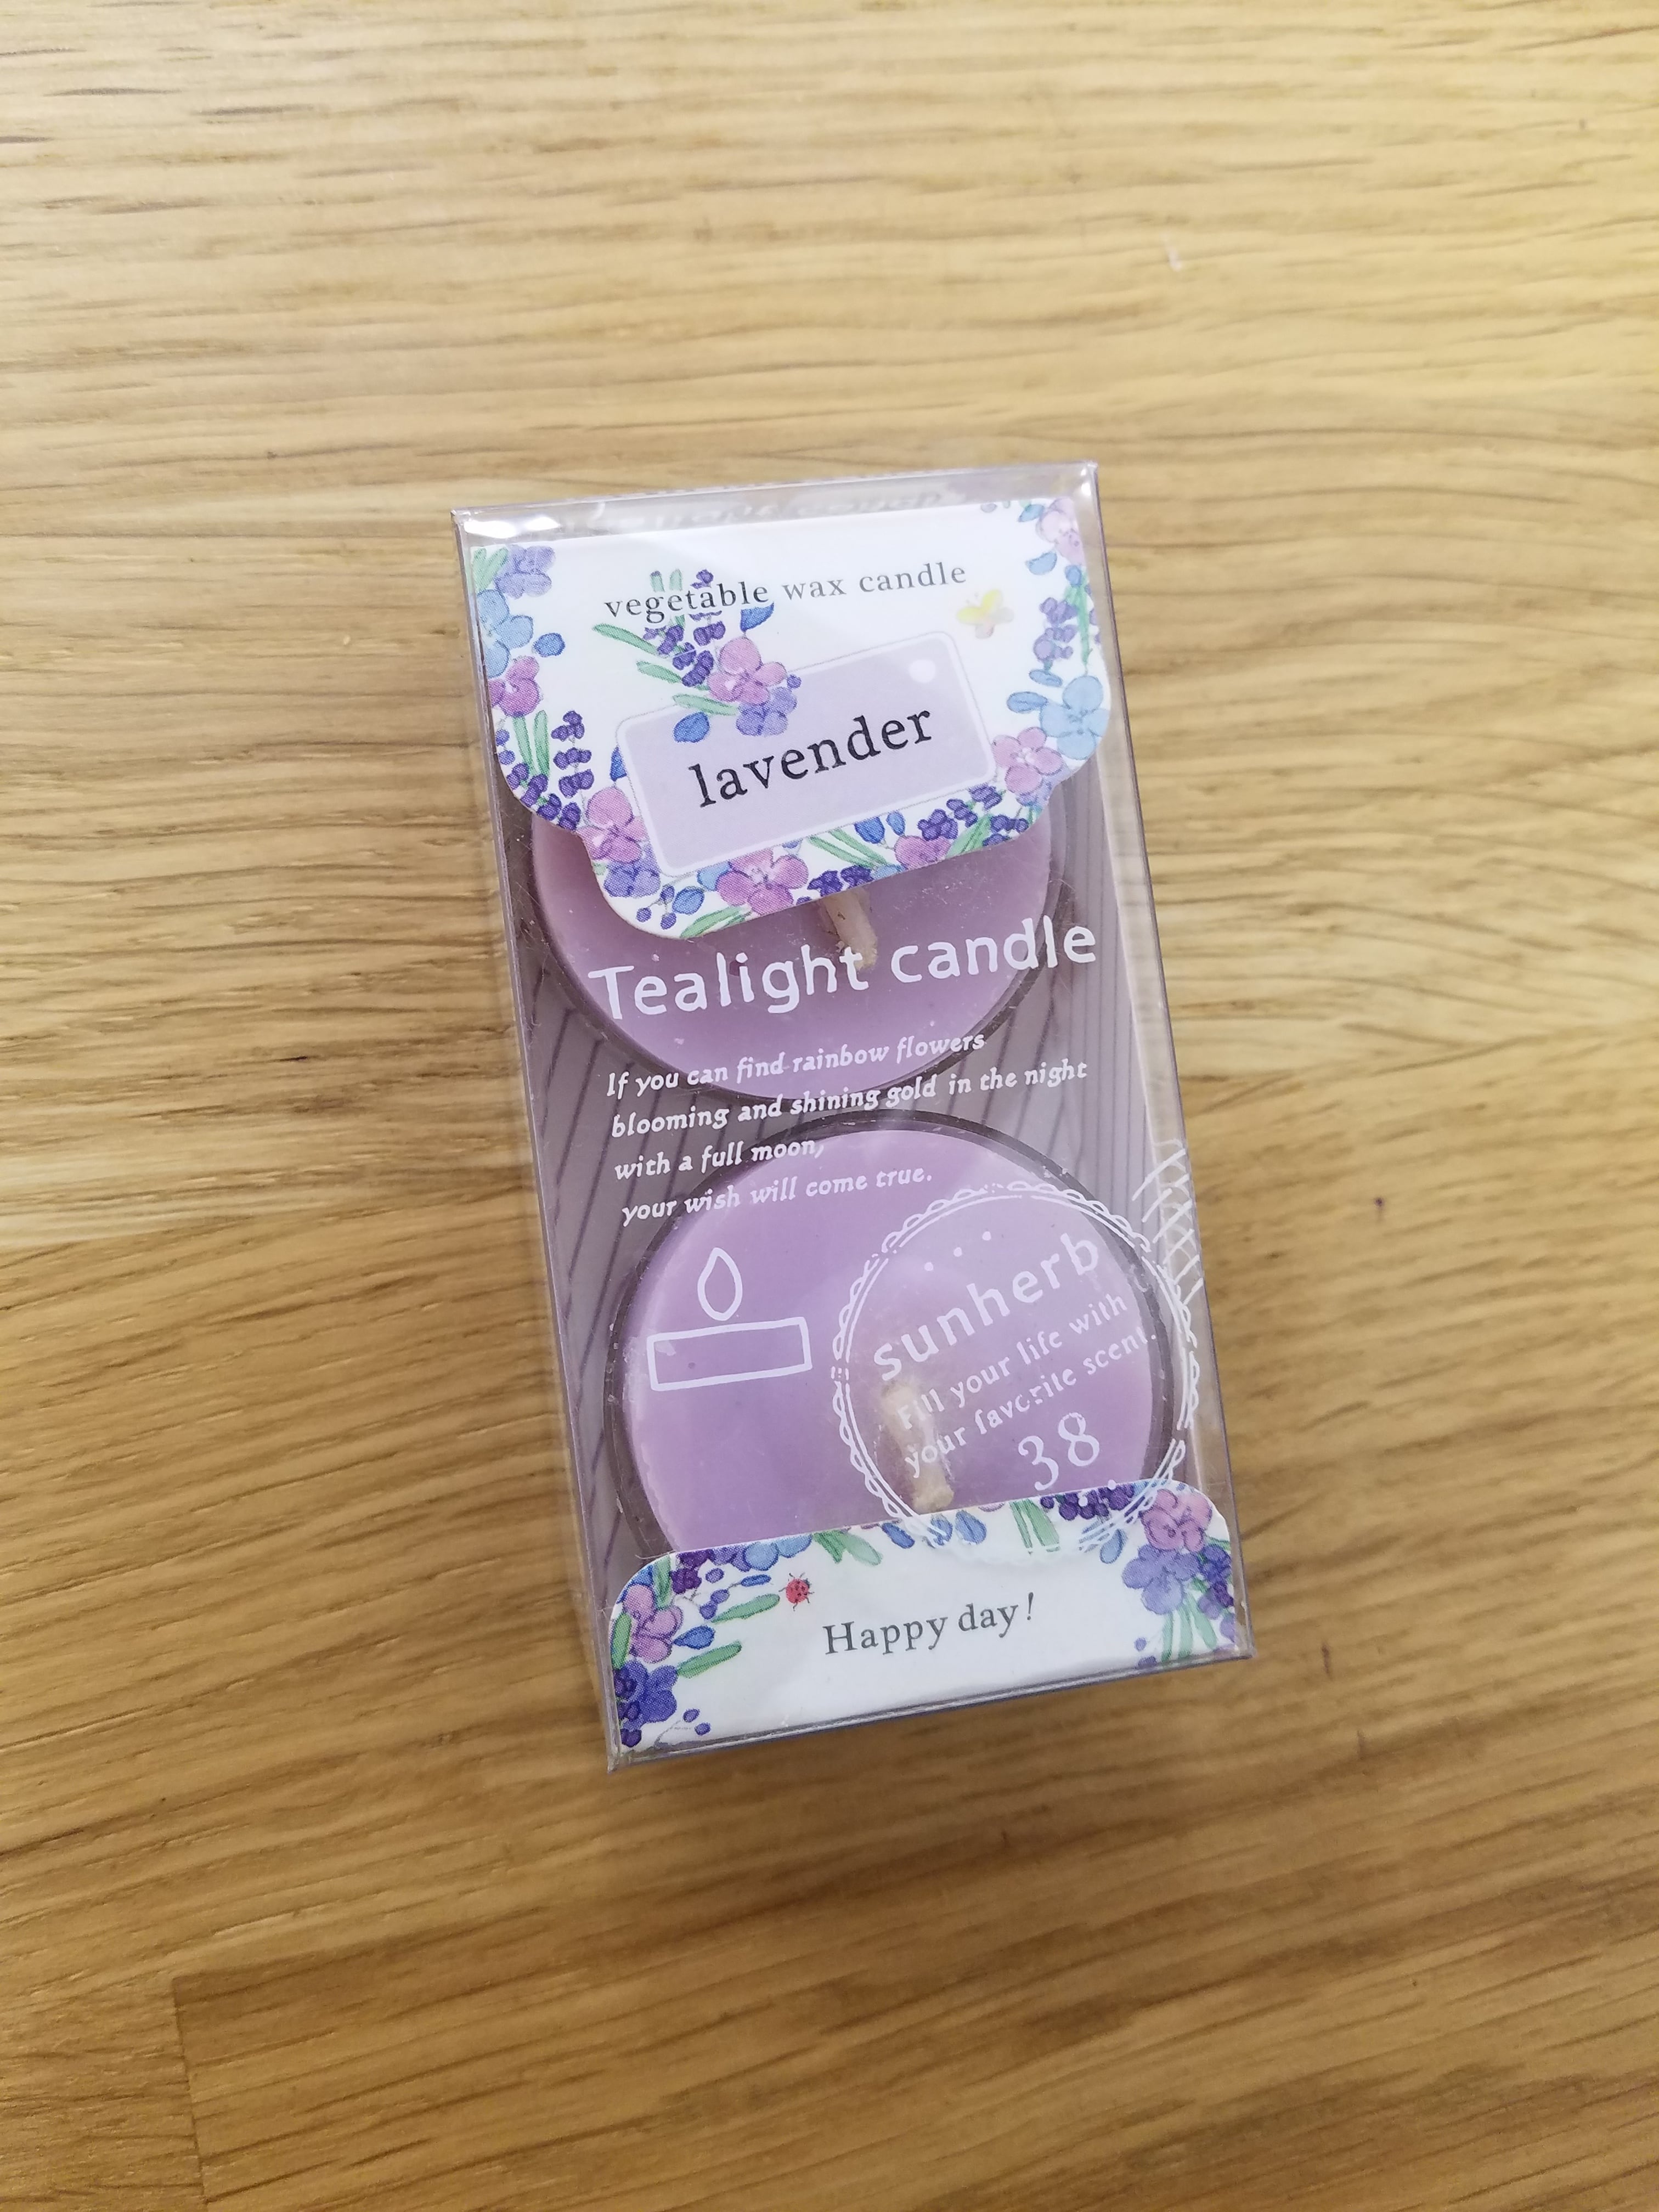 vegetable wax candle
lavender
Tealight candle
If you can find rainbow flowers
blooming and shining gold in the night
with a full moon,
your wish will come true.
sunherb
Fill your life with
your favorite scent.
38
Happy day!